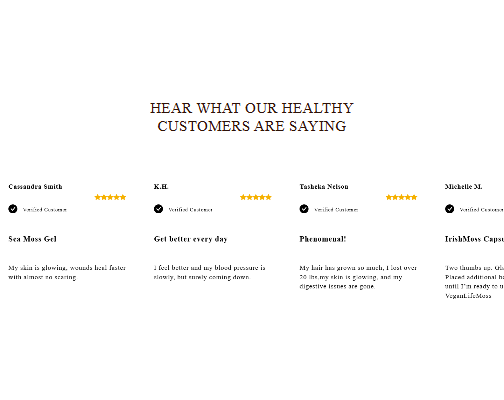 HEAR WHAT OUR HEALTHY
CUSTOMERS ARE SAYING
Cassandra Smith
Verified Customer
Sea Moss Gel
My skin is glowing, wounds heal faster
with almost no scaring.
K.H.
Verified Customer
Get better every day
I feel better and my blood pressure is
slowly, but surely coming down.
Tasheka Nelson
Verified Customer
Phenomenal!
My hair has grown so much, I lost over
20 lbs,my skin is glowing, and my
digestive issues are gone.
Michelle M.
Verified Customer
IrishMoss
Two thumbs up.
Placed additional
until I'm ready to
VeganLifeMoss